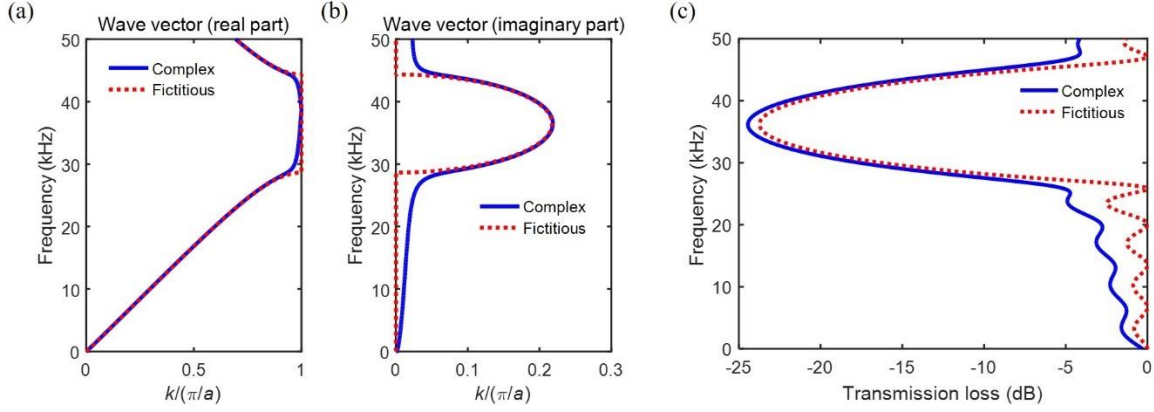 (a)
Wave vector (real part)
50
40
30
20
10
0
Frequency (kHz)
Complex
Fictitious
0
0.5
1
k/(π/a)
(b)
Wave vector (imaginary part)
50
40
30
20
10
0
Frequency (kHz)
Complex
Fictitious
0
0.1
0.2
0.3
k/(π/a)
(c)
50
40
30
20
10
0
Frequency (kHz)
Complex
Fictitious
-25
-20
-15
-10
-5
0
Transmission loss (dB)